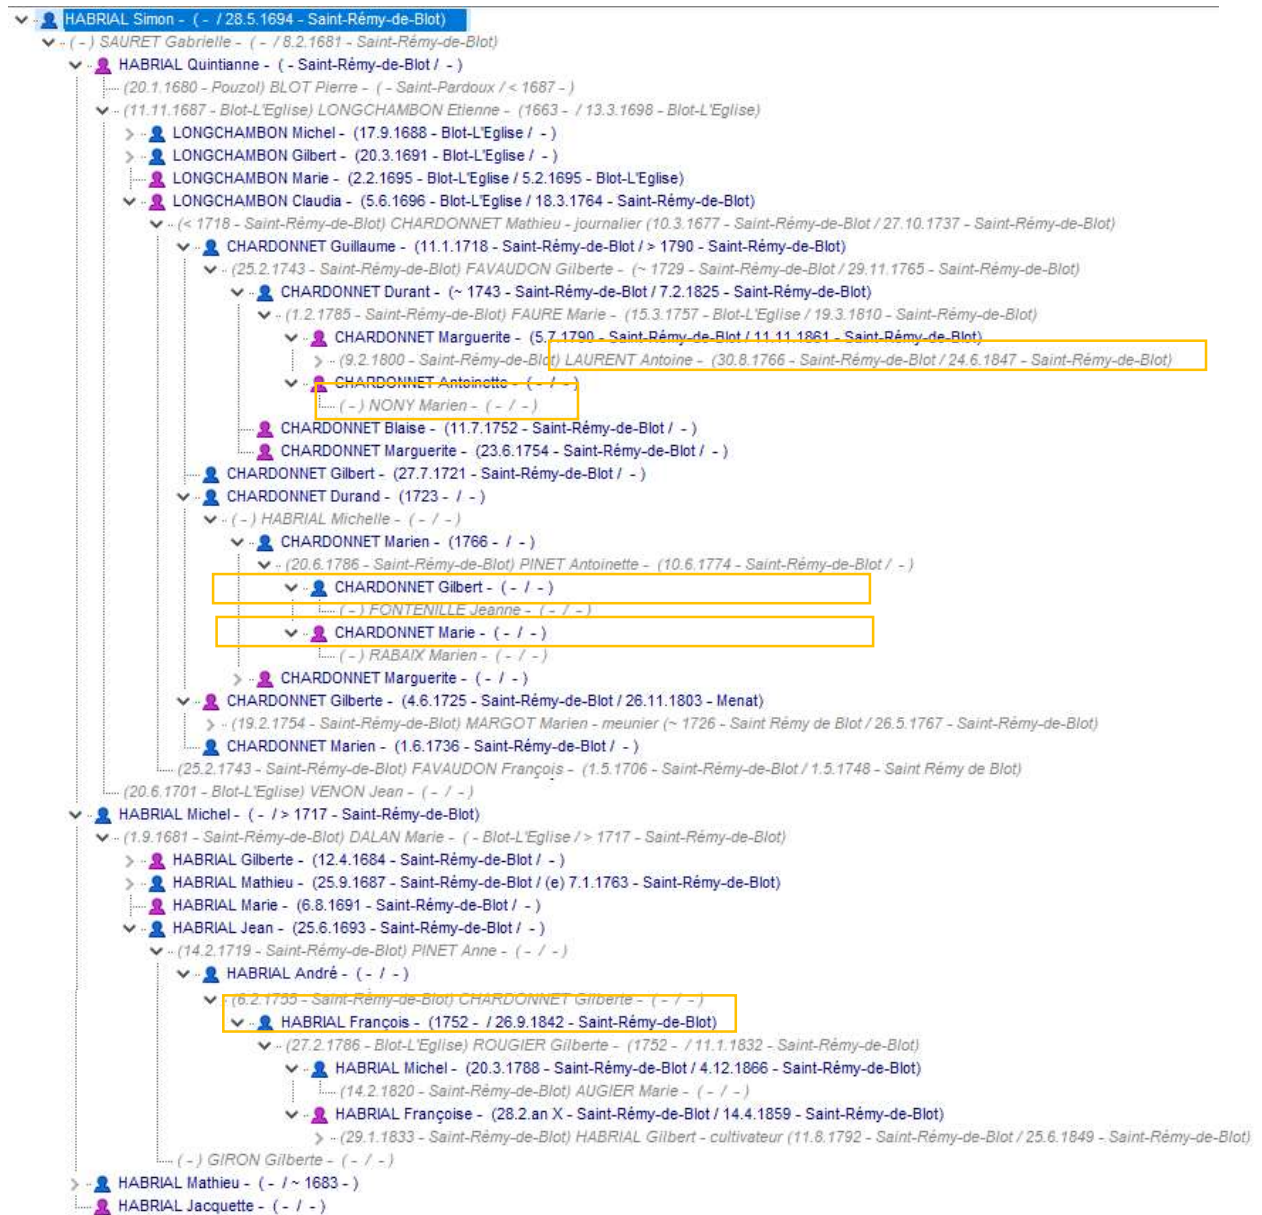 HABRIAL Simon - ( - / 28.5.1694 - Saint-Rémy-de-Blot)
( - ) SAURET Gabrielle - ( - / 8.2.1681 - Saint-Rémy-de-Blot)
HABRIAL Quintianne - ( - Saint-Rémy-de-Blot / - )
(20.1.1680 - Pouzol) BLOT Pierre - ( - Saint-Pardoux / < 1687 - )
(11.11.1687 - Blot-L'Eglise) LONGCHAMBON Etienne - (1663 - / 13.3.1698 - Blot-L'Eglise)
LONGCHAMBON Michel - (17.9.1688 - Blot-L'Eglise / - )
LONGCHAMBON Gilbert - (20.3.1691 - Blot-L'Eglise / - )
LONGCHAMBON Marie - (2.2.1695 - Blot-L'Eglise / 5.2.1695 - Blot-L'Eglise)
LONGCHAMBON Claudia - (5.6.1696 - Blot-L'Eglise / 18.3.1764 - Saint-Rémy-de-Blot)
(< 1718 - Saint-Rémy-de-Blot) CHARDONNET Mathieu - journalier (10.3.1677 - Saint-Rémy-de-Blot / 27.10.1737 - Saint-Rémy-de-Blot)
CHARDONNET Guillaume - (11.1.1718 - Saint-Rémy-de-Blot / > 1790 - Saint-Rémy-de-Blot)
(25.2.1743 - Saint-Rémy-de-Blot) FAVAUDON Gilberte - (~ 1729 - Saint-Rémy-de-Blot / 29.11.1765 - Saint-Rémy-de-Blot)
CHARDONNET Durant - (~ 1743 - Saint-Rémy-de-Blot / 7.2.1825 - Saint-Rémy-de-Blot)
(1.2.1785 - Saint-Rémy-de-Blot) FAURE Marie - (15.3.1757 - Blot-L'Eglise / 19.3.1810 - Saint-Rémy-de-Blot)
CHARDONNET Marguerite - (5.7.1790 - Saint-Rémy-de-Blot / 11.11.1861 - Saint-Rémy-de-Blot)
(9.2.1800 - Saint-Rémy-de-Blot) LAURENT Antoine - (30.8.1766 - Saint-Rémy-de-Blot / 24.6.1847 - Saint-Rémy-de-Blot)
CHARDONNET Antoinette - ( - / - )
( - ) NONY Marien - ( - / - )
CHARDONNET Blaise - (11.7.1752 - Saint-Rémy-de-Blot / - )
CHARDONNET Marguerite - (23.6.1754 - Saint-Rémy-de-Blot / - )
CHARDONNET Gilbert - (27.7.1721 - Saint-Rémy-de-Blot / - )
CHARDONNET Durand - (1723 - / - )
( - ) HABRIAL Michelle - ( - / - )
CHARDONNET Marien - (1766 - / - )
(20.6.1786 - Saint-Rémy-de-Blot) PINET Antoinette - (10.6.1774 - Saint-Rémy-de-Blot / - )
CHARDONNET Gilbert - ( - / - )
( - ) FONTENILLE Jeanne - ( - / - )
CHARDONNET Marie - ( - / - )
( - ) RABAIX Marien - ( - / - )
CHARDONNET Marguerite - ( - / - )
CHARDONNET Gilberte - (4.6.1725 - Saint-Rémy-de-Blot / 26.11.1803 - Menat)
(19.2.1754 - Saint-Rémy-de-Blot) MARGOT Marien - meunier (~ 1726 - Saint Rémy de Blot / 26.5.1767 - Saint-Rémy-de-Blot)
CHARDONNET Marien - (1.6.1736 - Saint-Rémy-de-Blot / - )
(25.2.1743 - Saint-Rémy-de-Blot) FAVAUDON François - (1.5.1706 - Saint-Rémy-de-Blot / 1.5.1748 - Saint Rémy de Blot)
(20.6.1701 - Blot-L'Eglise) VENON Jean - ( - / - )
HABRIAL Michel - ( - / > 1717 - Saint-Rémy-de-Blot)
(1.9.1681 - Saint-Rémy-de-Blot) DALAN Marie - ( - Blot-L'Eglise / > 1717 - Saint-Rémy-de-Blot)
HABRIAL Gilberte - (12.4.1684 - Saint-Rémy-de-Blot / - )
HABRIAL Mathieu - (25.9.1687 - Saint-Rémy-de-Blot / (e) 7.1.1763 - Saint-Rémy-de-Blot)
HABRIAL Marie - (6.8.1691 - Saint-Rémy-de-Blot / - )
HABRIAL Jean - (25.6.1693 - Saint-Rémy-de-Blot / - )
(14.2.1719 - Saint-Rémy-de-Blot) PINET Anne - ( - / - )
HABRIAL André - ( - / - )
(6.2.1755 - Saint-Rémy-de-Blot) CHARDONNET Gilberte - ( - / - )
HABRIAL François - (1752 - / 26.9.1842 - Saint-Rémy-de-Blot)
(27.2.1786 - Blot-L'Eglise) ROUGIER Gilberte - (1752 - / 11.1.1832 - Saint-Rémy-de-Blot)
HABRIAL Michel - (20.3.1788 - Saint-Rémy-de-Blot / 4.12.1866 - Saint-Rémy-de-Blot)
(14.2.1820 - Saint-Rémy-de-Blot) AUGIER Marie - ( - / - )
HABRIAL Françoise - (28.2.an X - Saint-Rémy-de-Blot / 14.4.1859 - Saint-Rémy-de-Blot)
(29.1.1833 - Saint-Rémy-de-Blot) HABRIAL Gilbert - cultivateur (11.8.1792 - Saint-Rémy-de-Blot / 25.6.1849 - Saint-Rémy-de-Blot)
( - ) GIRON Gilberte - ( - / - )
HABRIAL Mathieu - ( - / ~ 1683 - )
HABRIAL Jacquette - ( - / - )